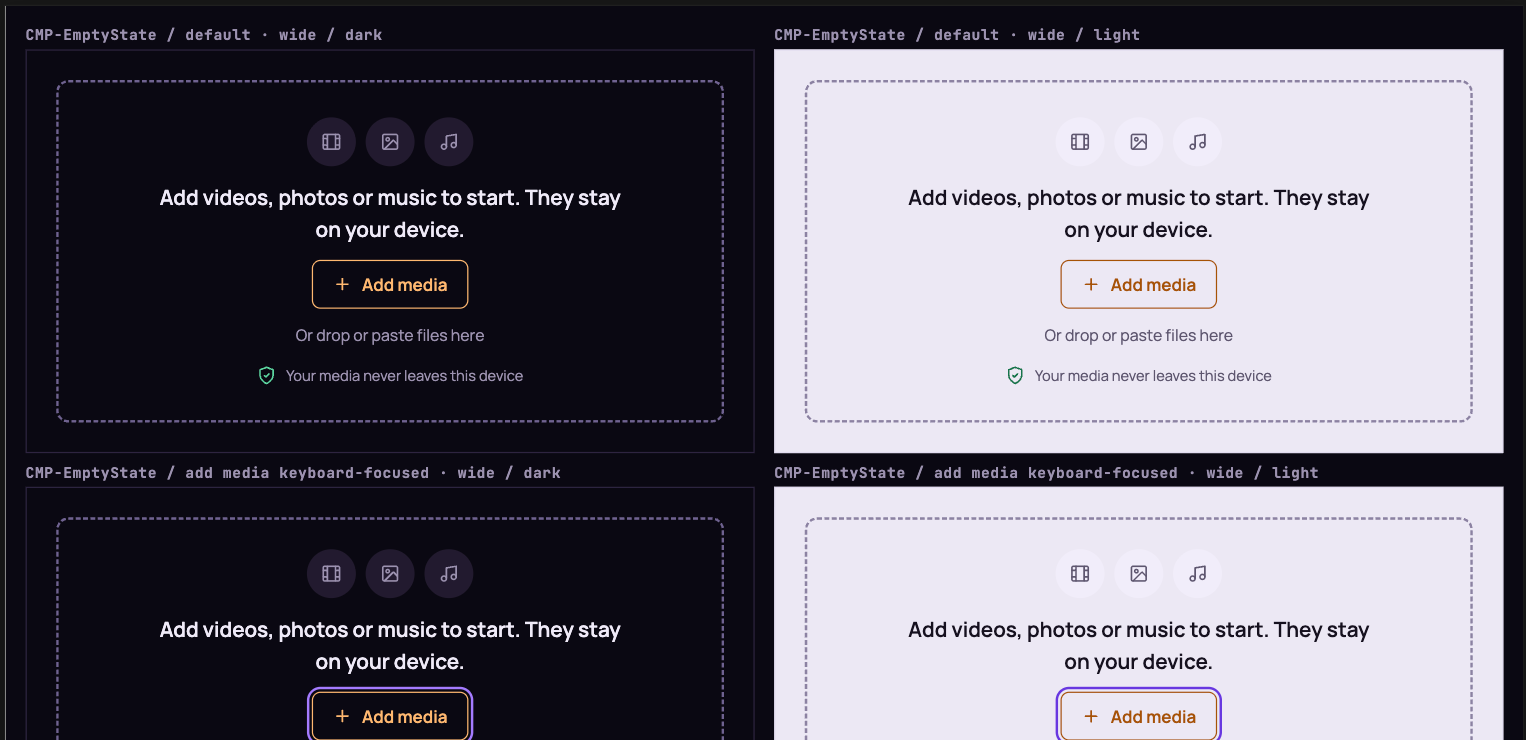 CMP-EmptyState / default · wide / dark
Add videos, photos or music to start. They stay
on your device.
+ Add media
Or drop or paste files here
Your media never leaves this device
CMP-EmptyState / default · wide / light
Add videos, photos or music to start. They stay
on your device.
+ Add media
Or drop or paste files here
Your media never leaves this device
CMP-EmptyState / add media keyboard-focused · wide / dark
Add videos, photos or music to start. They stay
on your device.
+ Add media
CMP-EmptyState / add media keyboard-focused · wide / light
Add videos, photos or music to start. They stay
on your device.
+ Add media